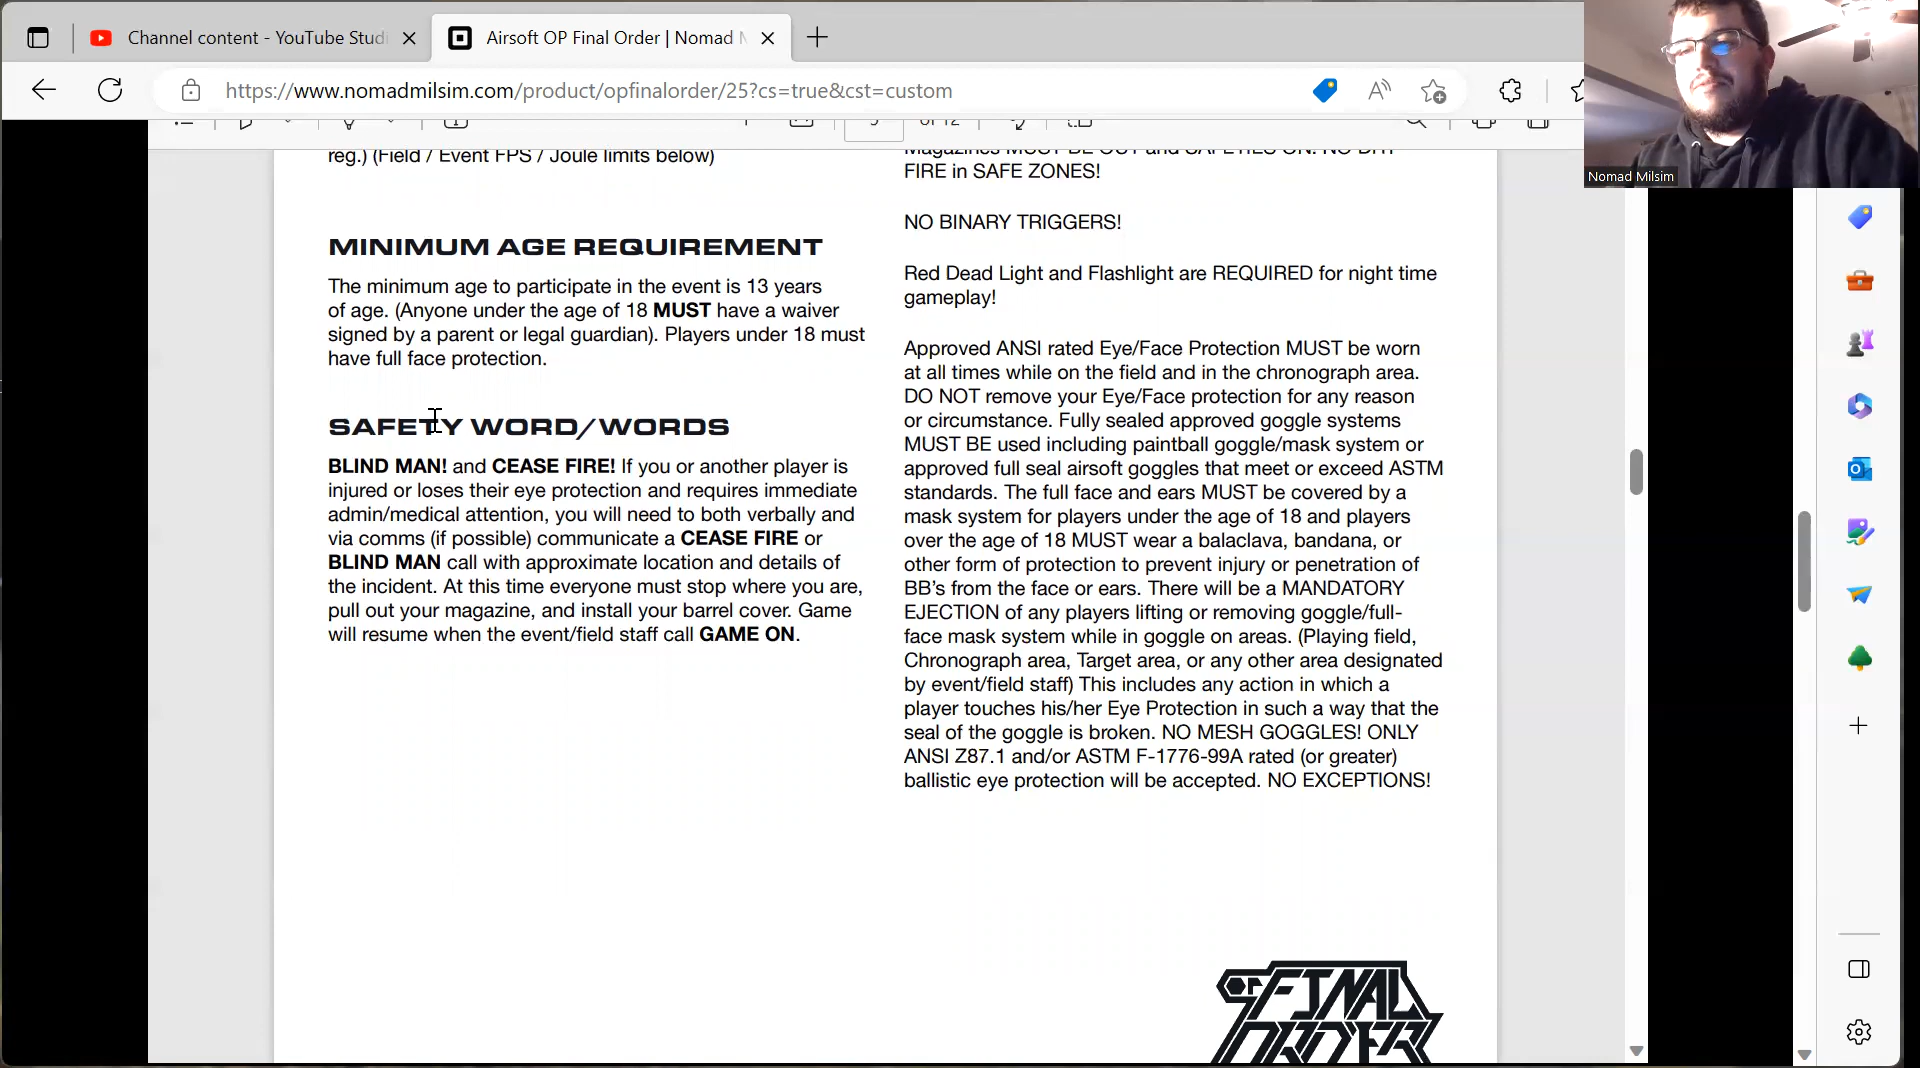 Channel content - YouTube Studi
Airsoft OP Final Order | Nomad M
https://www.nomadmilsim.com/product/opfinalorder/25?cs=true&cst=custom
Nomad Milsim
of 12
reg.) (Field / Event FPS / Joule limits below)
MINIMUM AGE REQUIREMENT
The minimum age to participate in the event is 13 years
of age. (Anyone under the age of 18 MUST have a waiver
signed by a parent or legal guardian). Players under 18 must
have full face protection.
SAFETY WORD/WORDS
BLIND MAN! and CEASE FIRE! If you or another player is
injured or loses their eye protection and requires immediate
admin/medical attention, you will need to both verbally and
via comms (if possible) communicate a CEASE FIRE or
BLIND MAN call with approximate location and details of
the incident. At this time everyone must stop where you are,
pull out your magazine, and install your barrel cover. Game
will resume when the event/field staff call GAME ON.
Magazines MUST BE OUT and SAFETIES ON. NO DRY
FIRE in SAFE ZONES!
NO BINARY TRIGGERS!
Red Dead Light and Flashlight are REQUIRED for night time
gameplay!
Approved ANSI rated Eye/Face Protection MUST be worn
at all times while on the field and in the chronograph area.
DO NOT remove your Eye/Face protection for any reason
or circumstance. Fully sealed approved goggle systems
MUST BE used including paintball goggle/mask system or
approved full seal airsoft goggles that meet or exceed ASTM
standards. The full face and ears MUST be covered by a
mask system for players under the age of 18 and players
over the age of 18 MUST wear a balaclava, bandana, or
other form of protection to prevent injury or penetration of
BB's from the face or ears. There will be a MANDATORY
EJECTION of any players lifting or removing goggle/full-
face mask system while in goggle on areas. (Playing field,
Chronograph area, Target area, or any other area designated
by event/field staff) This includes any action in which a
player touches his/her Eye Protection in such a way that the
seal of the goggle is broken. NO MESH GOGGLES! ONLY
ANSI Z87.1 and/or ASTM F-1776-99A rated (or greater)
ballistic eye protection will be accepted. NO EXCEPTIONS!
OP FINAL
ORDER